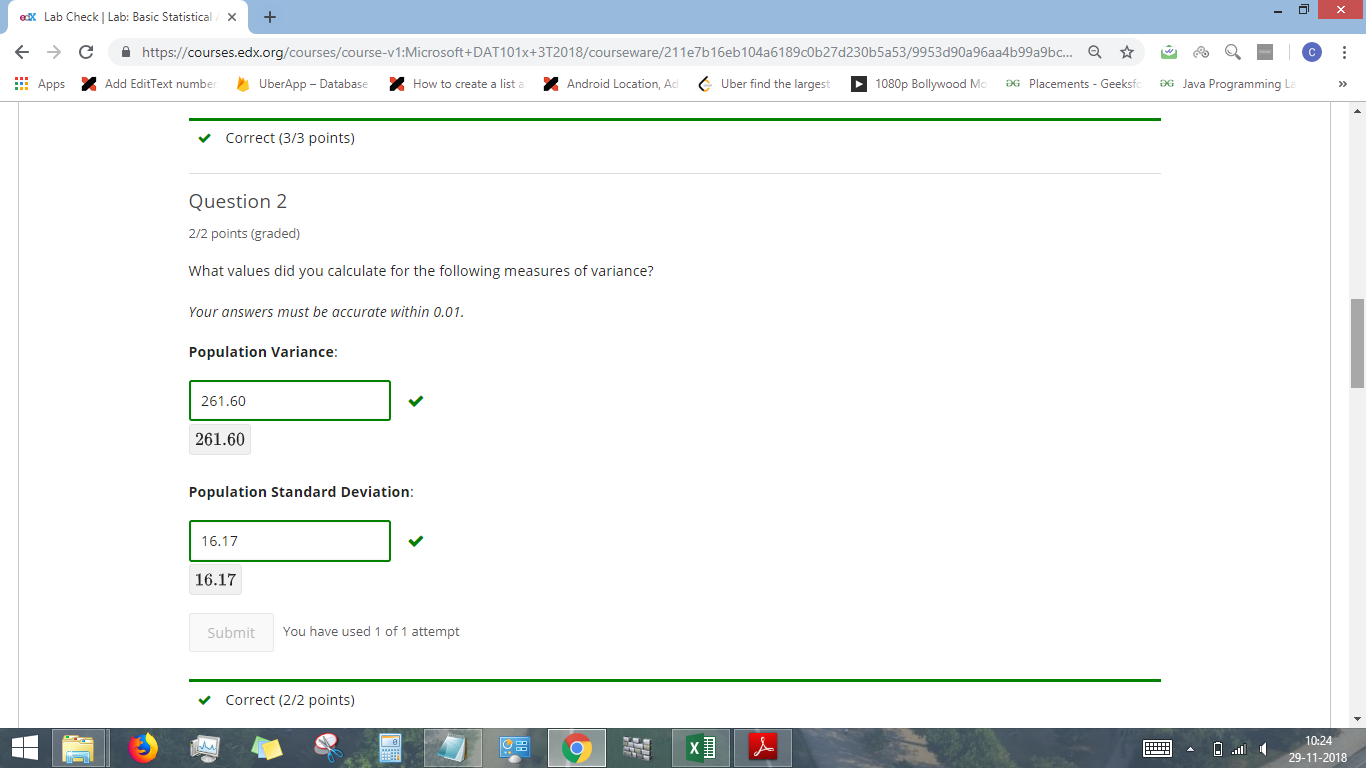 edX Lab Check | Lab: Basic Statistical
https://courses.edx.org/courses/course-v1:Microsoft+DAT101x+3T2018/courseware/211e7b16eb104a6189c0b27d230b5a53/9953d90a96aa4b99a9bc...
C
Apps Add EditText number UberApp – Database How to create a list a Android Location, Ad Uber find the largest 1080p Bollywood Mo Placements - Geeksfo Java Programming La »
Correct (3/3 points)
Question 2
2/2 points (graded)
What values did you calculate for the following measures of variance?
Your answers must be accurate within 0.01.
Population Variance:
261.60
261.60
Population Standard Deviation:
16.17
16.17
Submit You have used 1 of 1 attempt
Correct (2/2 points)
10:24
29-11-2018